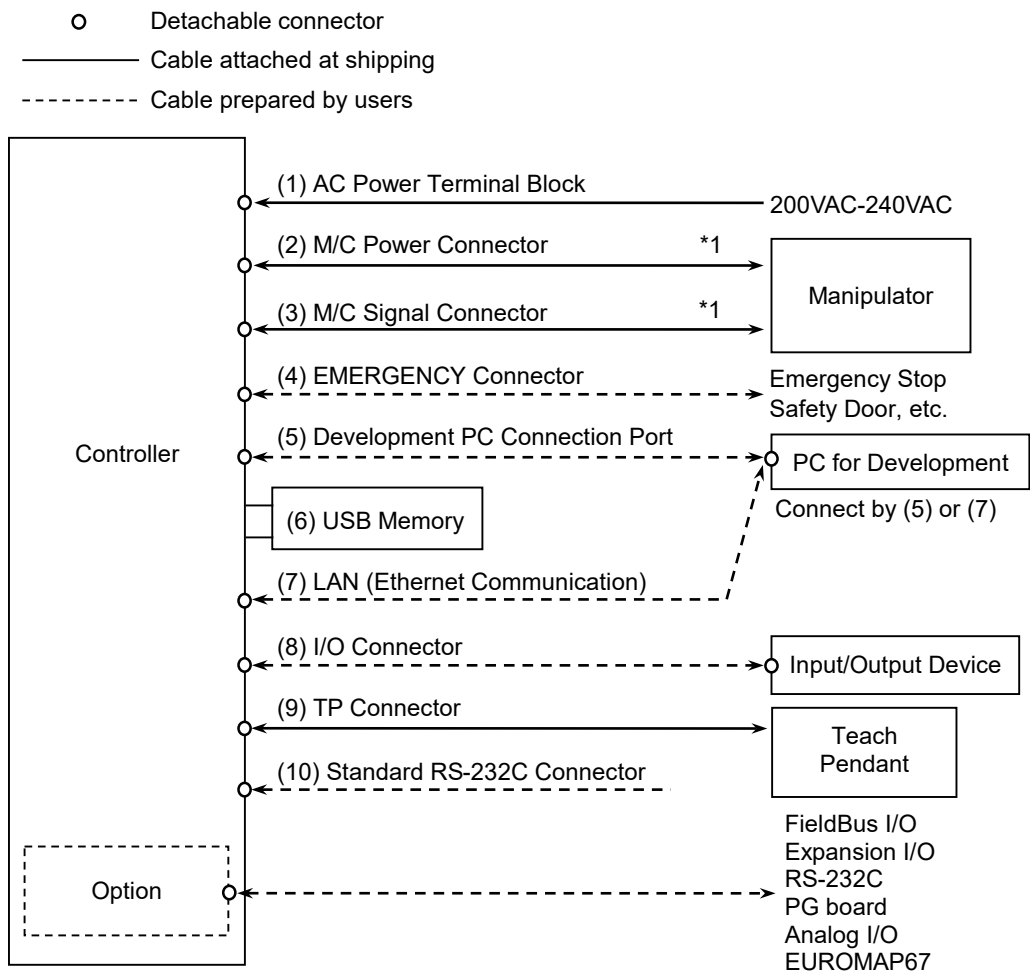 Detachable connector
Cable attached at shipping
Cable prepared by users
(1) AC Power Terminal Block
200VAC-240VAC
(2) M/C Power Connector
*1
Manipulator
(3) M/C Signal Connector
*1
(4) EMERGENCY Connector
Emergency Stop
Safety Door, etc.
Controller
(5) Development PC Connection Port
PC for Development
Connect by (5) or (7)
(6) USB Memory
(7) LAN (Ethernet Communication)
(8) I/O Connector
Input/Output Device
(9) TP Connector
Teach
Pendant
(10) Standard RS-232C Connector
Option
FieldBus I/O
Expansion I/O
RS-232C
PG board
Analog I/O
EUROMAP67